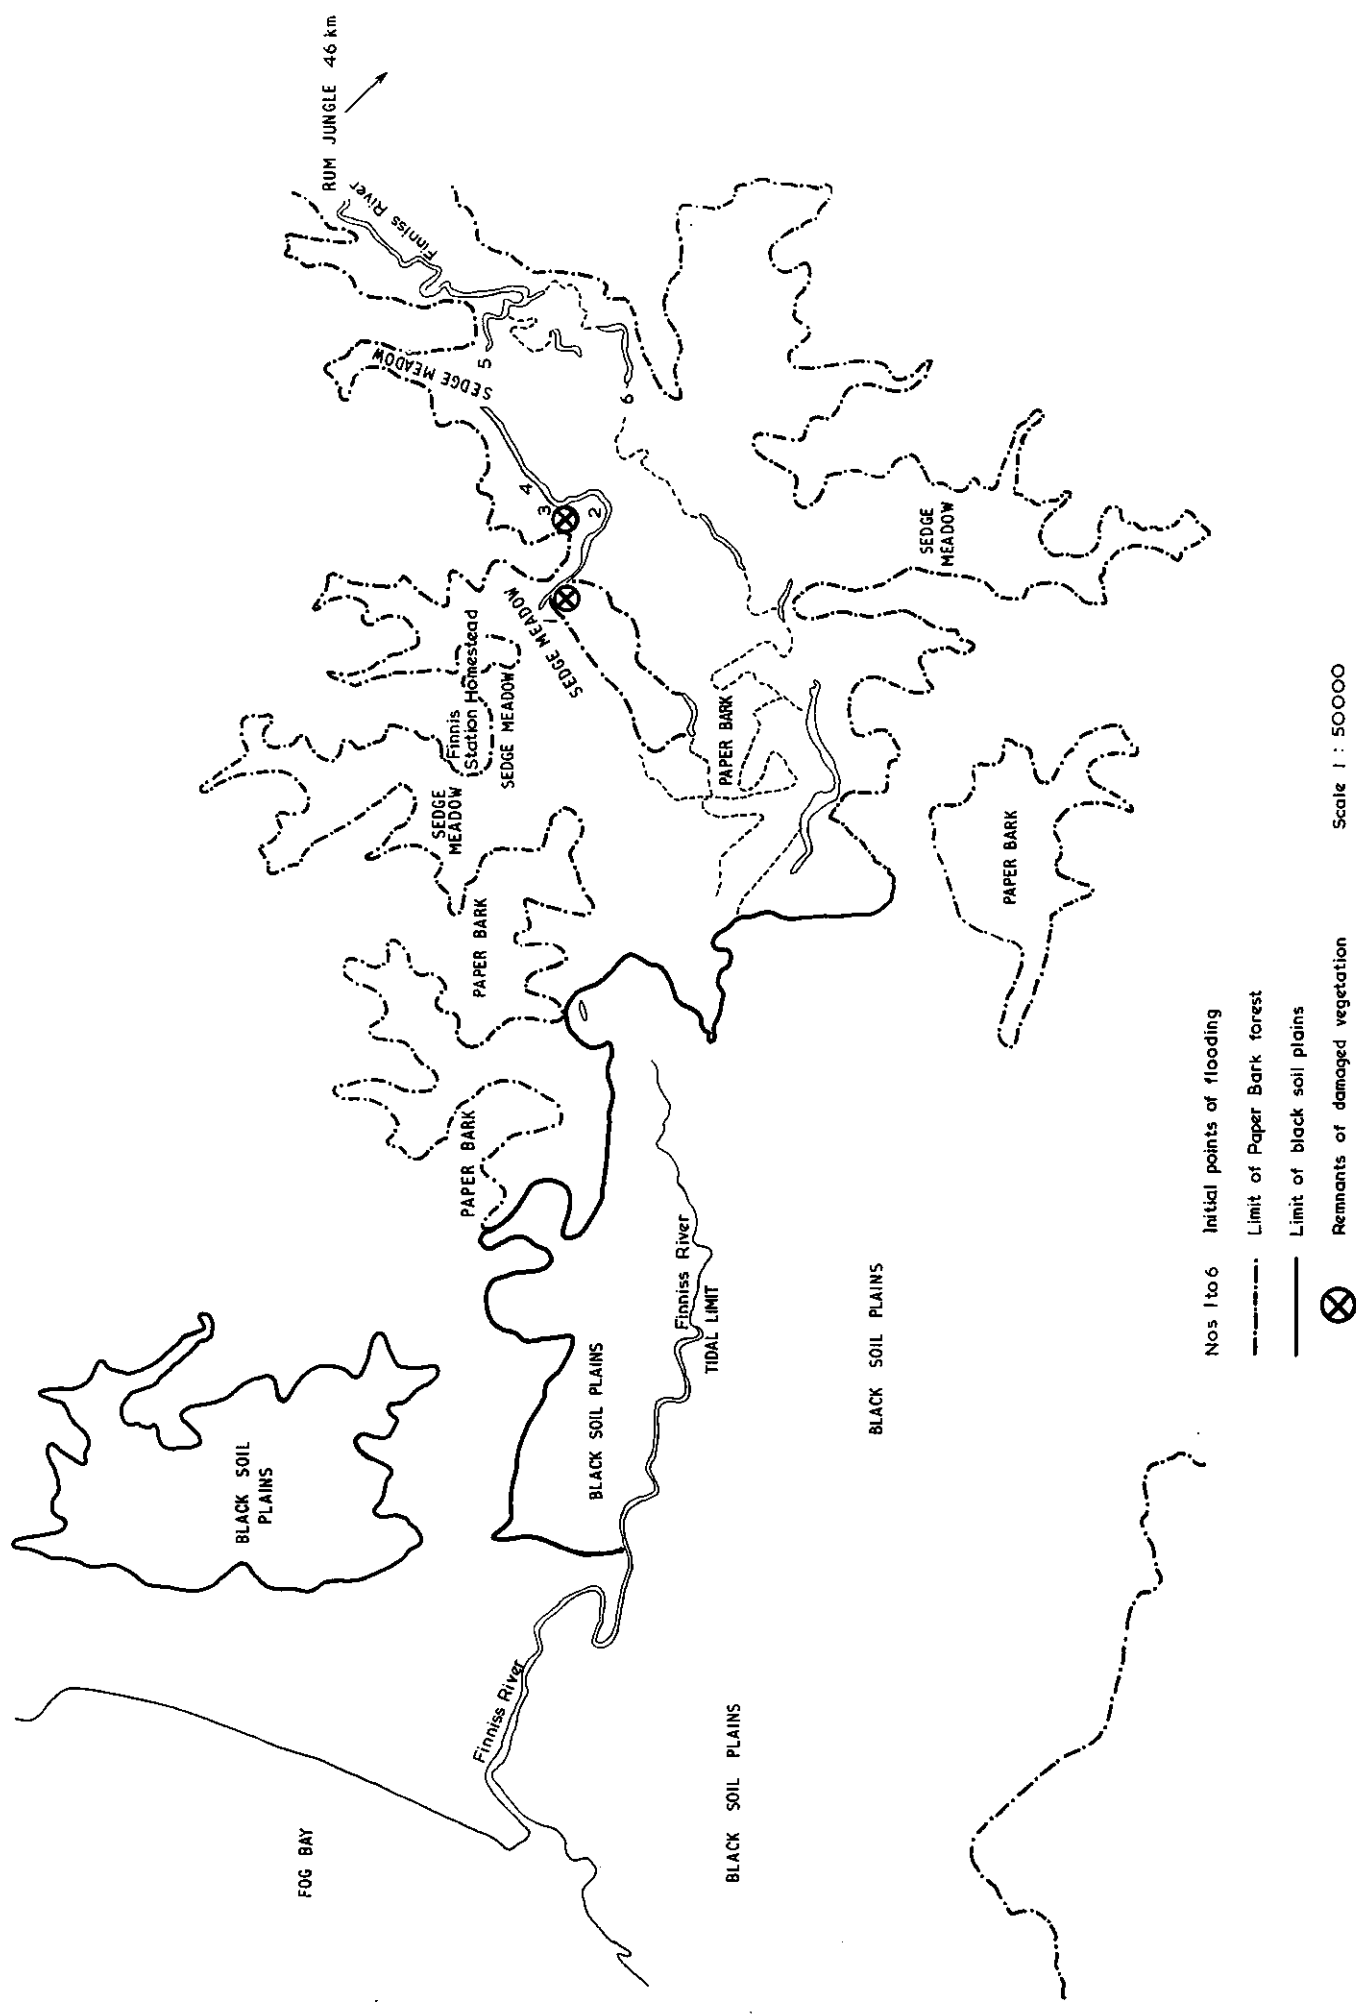 FOG BAY
Finniss River
BLACK SOIL
PLAINS
BLACK SOIL PLAINS
BLACK SOIL PLAINS
BLACK SOIL PLAINS
Finniss River
TIDAL LIMIT
PAPER BARK
PAPER BARK
SEDGE
MEADOW
Finnis
Station Homestead
SEDGE MEADOW
SEDGE MEADOW
PAPER BARK
PAPER BARK
SEDGE
MEADOW
2
3
4
SEDGE MEADOW
5
6
Finniss River
RUM JUNGLE 46 km
Nos 1 to 6 Initial points of flooding
Limit of Paper Bark forest
Limit of black soil plains
Remnants of damaged vegetation
Scale 1 : 50000